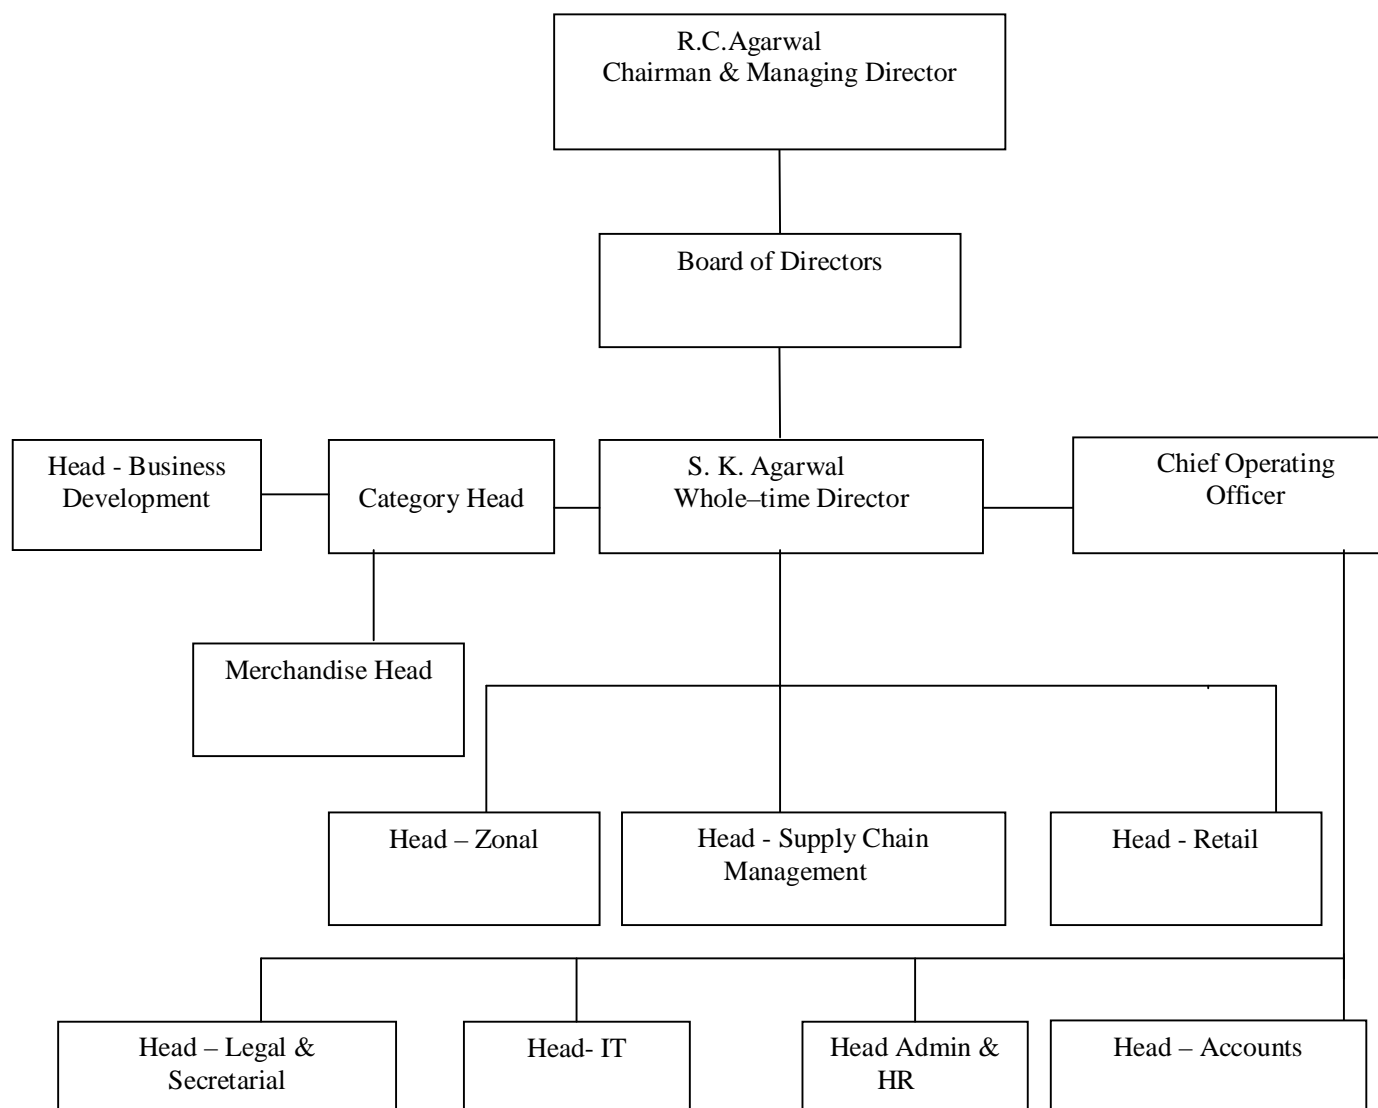 R.C.Agarwal
Chairman & Managing Director
Board of Directors
Head - Business
Development
Category Head
S. K. Agarwal
Whole–time Director
Chief Operating
Officer
Merchandise Head
Head – Zonal
Head - Supply Chain
Management
Head - Retail
Head – Legal &
Secretarial
Head- IT
Head Admin &
HR
Head – Accounts